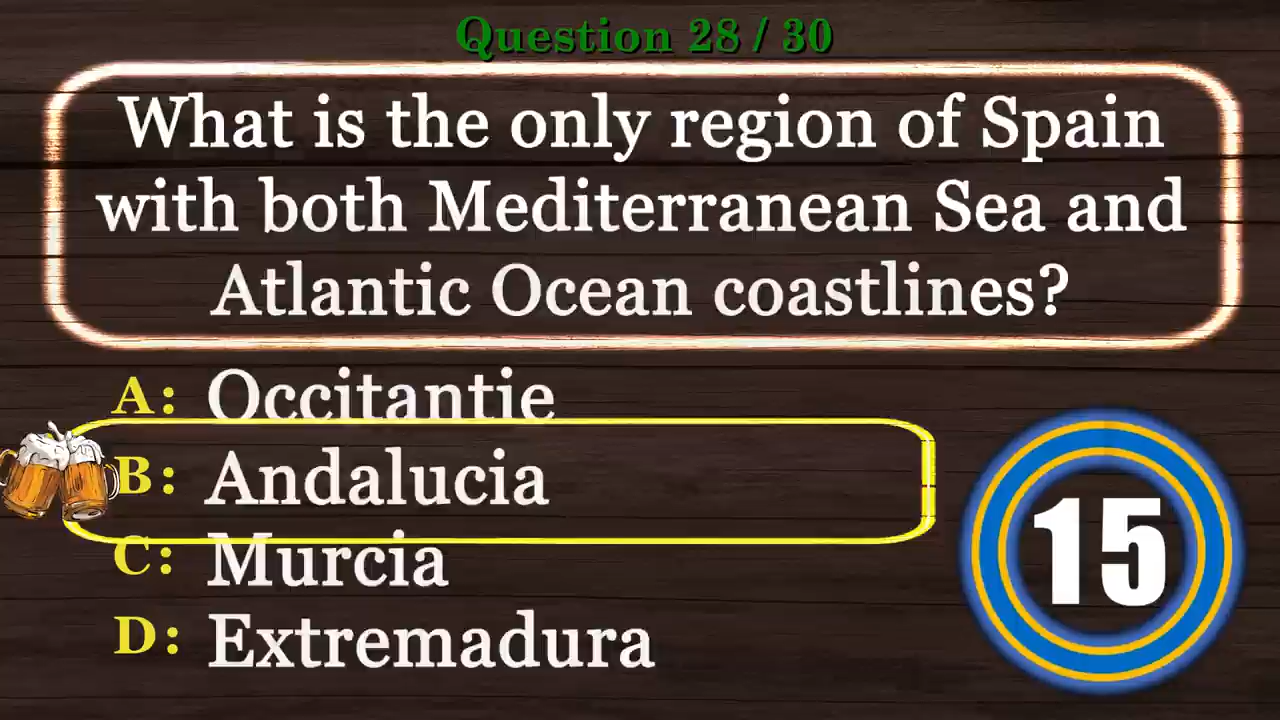 Question 28 / 30
What is the only region of Spain
with both Mediterranean Sea and
Atlantic Ocean coastlines?
A: Occitantie
B: Andalucia
C: Murcia
D: Extremadura
15